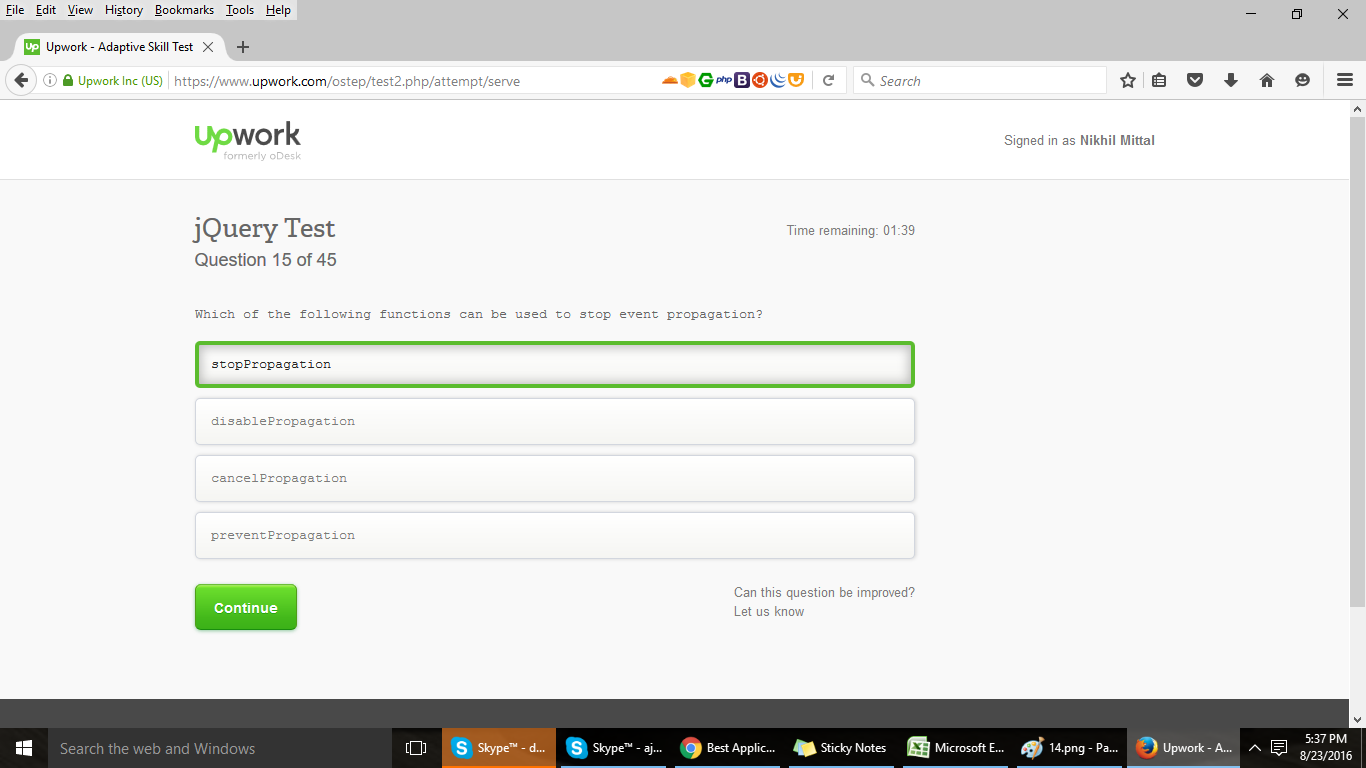 File Edit View History Bookmarks Tools Help
Up Upwork - Adaptive Skill Test
Upwork Inc (US) https://www.upwork.com/ostep/test2.php/attempt/serve php B Search
upwork
formerly oDesk
Signed in as Nikhil Mittal
jQuery Test
Time remaining: 01:39
Question 15 of 45
Which of the following functions can be used to stop event propagation?
stopPropagation
disablePropagation
cancelPropagation
preventPropagation
Continue
Can this question be improved?
Let us know
Search the web and Windows
Skype™ - d...
Skype™ - aj...
Best Applic...
Sticky Notes
Microsoft E...
14.png - Pa...
Upwork - A...
5:37 PM
8/23/2016